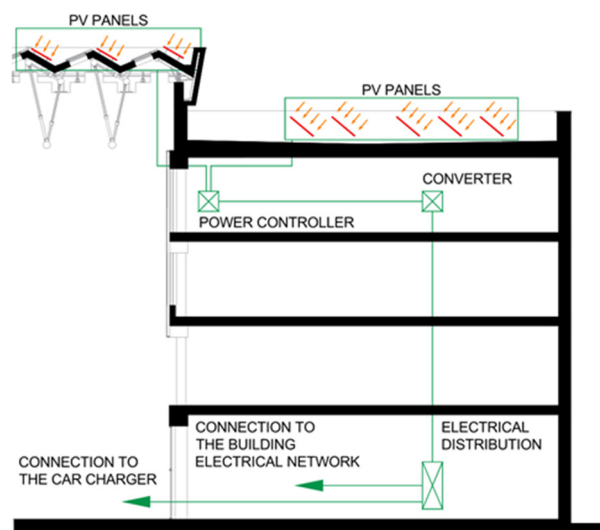 PV PANELS
PV PANELS
CONVERTER
POWER CONTROLLER
CONNECTION TO
THE BUILDING
ELECTRICAL NETWORK
ELECTRICAL
DISTRIBUTION
CONNECTION TO
THE CAR CHARGER